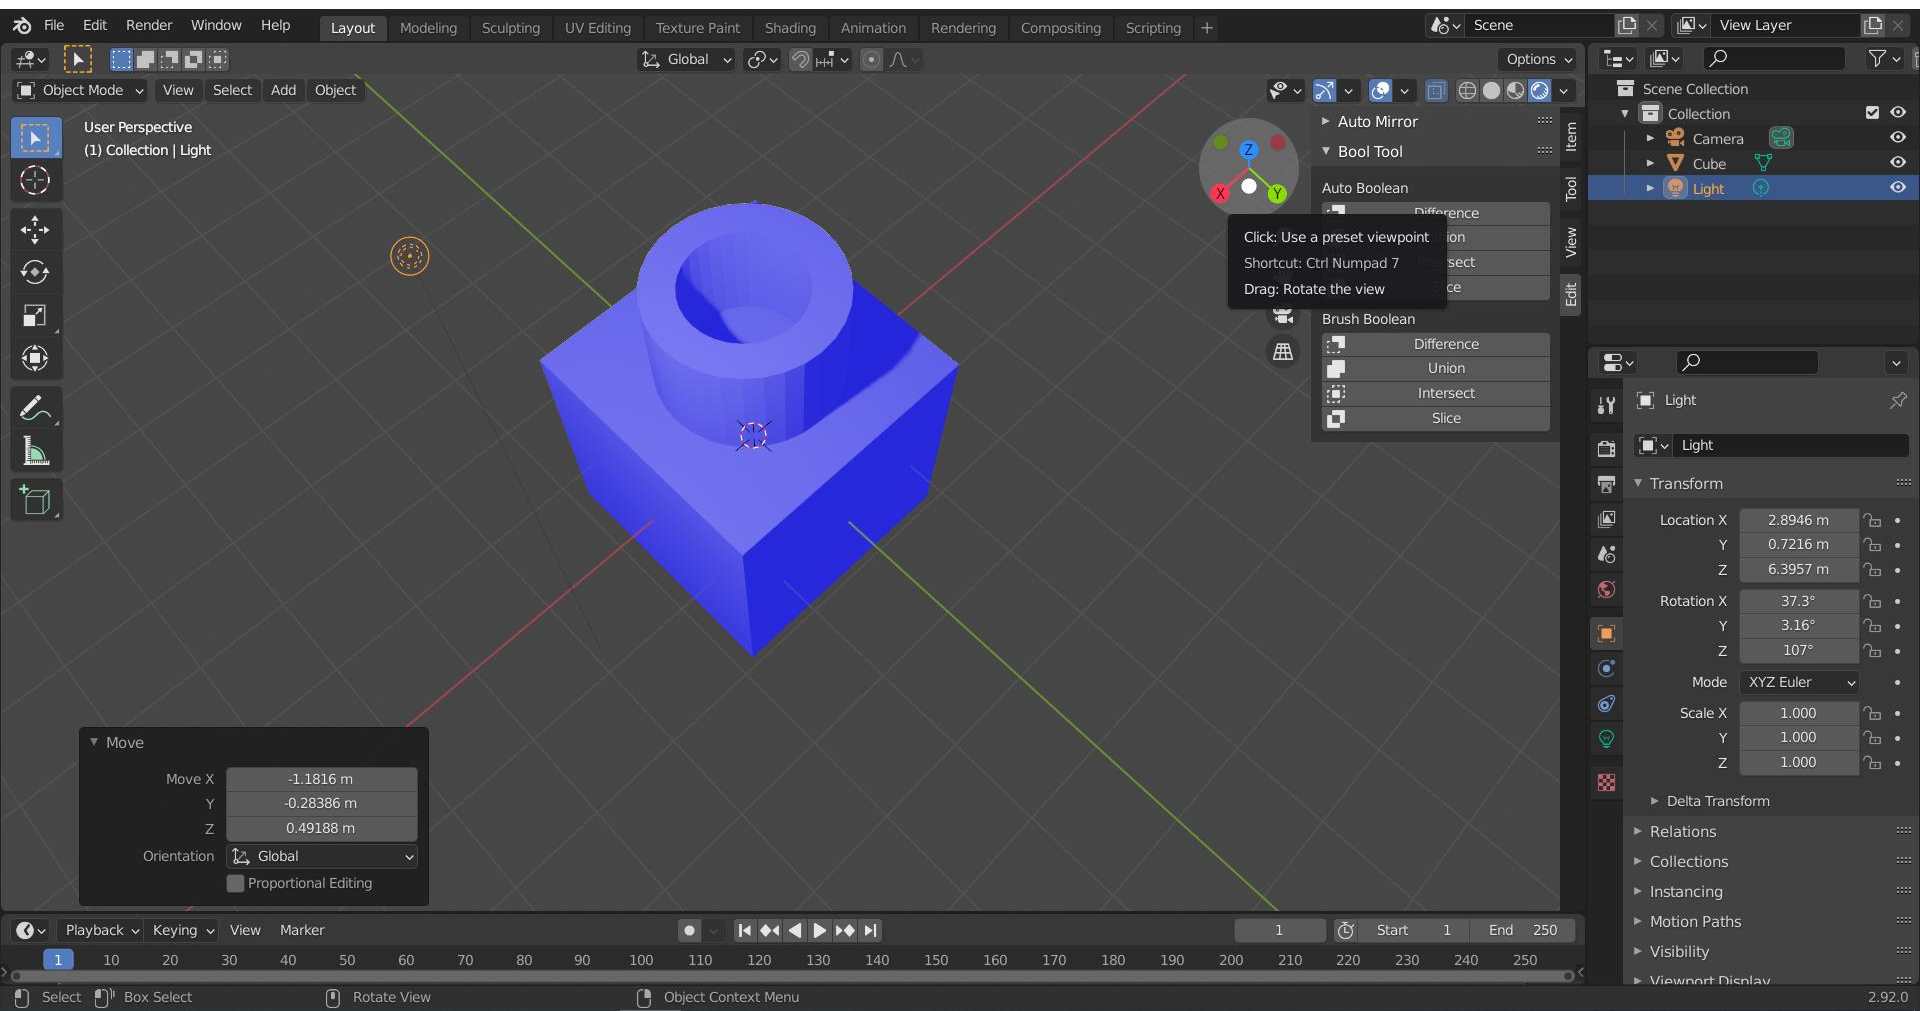 File Edit Render Window Help Layout Modeling Sculpting UV Editing Texture Paint Shading Animation Rendering Compositing Scripting + Scene View Layer
Global Options
Object Mode View Select Add Object
User Perspective
(1) Collection | Light
Z
X
Y
Auto Mirror
Bool Tool
Auto Boolean
Difference
Click: Use a preset viewpoint
Shortcut: Ctrl Numpad 7
Drag: Rotate the view
Brush Boolean
Difference
Union
Intersect
Slice
Item
Tool
View
Edit
Scene Collection
Collection
Camera
Cube
Light
Light
Light
Transform
Location X 2.8946 m
Y 0.7216 m
Z 6.3957 m
Rotation X 37.3°
Y 3.16°
Z 107°
Mode XYZ Euler
Scale X 1.000
Y 1.000
Z 1.000
Delta Transform
Relations
Collections
Instancing
Motion Paths
Visibility
Viewport Display
Move
Move X -1.1816 m
Y -0.28386 m
Z 0.49188 m
Orientation Global
Proportional Editing
Playback Keying View Marker 1 Start 1 End 250
1 10 20 30 40 50 60 70 80 90 100 110 120 130 140 150 160 170 180 190 200 210 220 230 240 250
Select Box Select Rotate View Object Context Menu 2.92.0